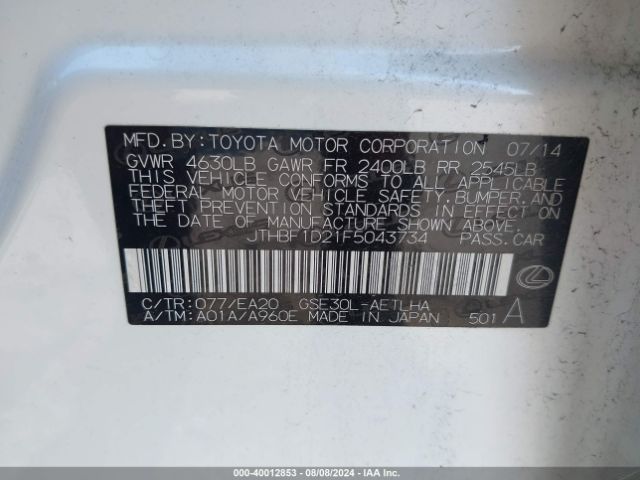 MFD. BY: TOYOTA MOTOR CORPORATION 07/14
GVWR 4630LB GAWR FR 2400LB RR 2545LB
THIS VEHICLE CONFORMS TO ALL APPLICABLE
FEDERAL MOTOR VEHICLE SAFETY, BUMPER, AND
THEFT PREVENTION STANDARDS IN EFFECT ON
THE DATE OF MANUFACTURE SHOWN ABOVE.
JTHBF1D21F5043734 PASS. CAR
C/TR: 077/EA20 GSE30L-AETLHA
A/TM: A01A/A960E MADE IN JAPAN 501 A
000-40012853 - 08/08/2024 - IAA Inc.